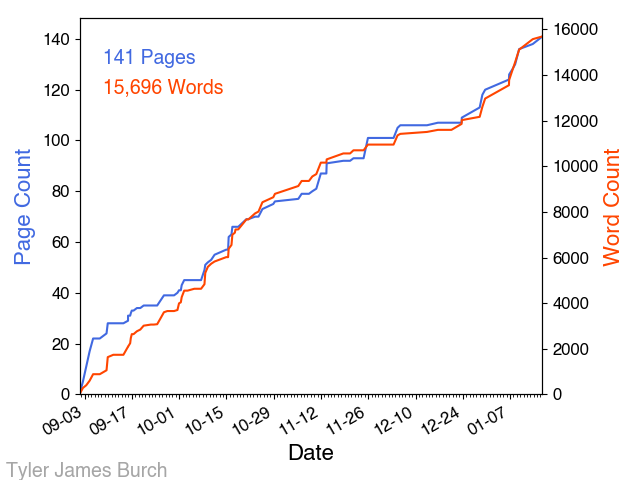 141 Pages
15,696 Words
Page Count
140
120
100
80
60
40
20
0
16000
14000
12000
10000
8000
6000
4000
2000
0
Word Count
09-03 09-17 10-01 10-15 10-29 11-12 11-26 12-10 12-24 01-07
Date
Tyler James Burch